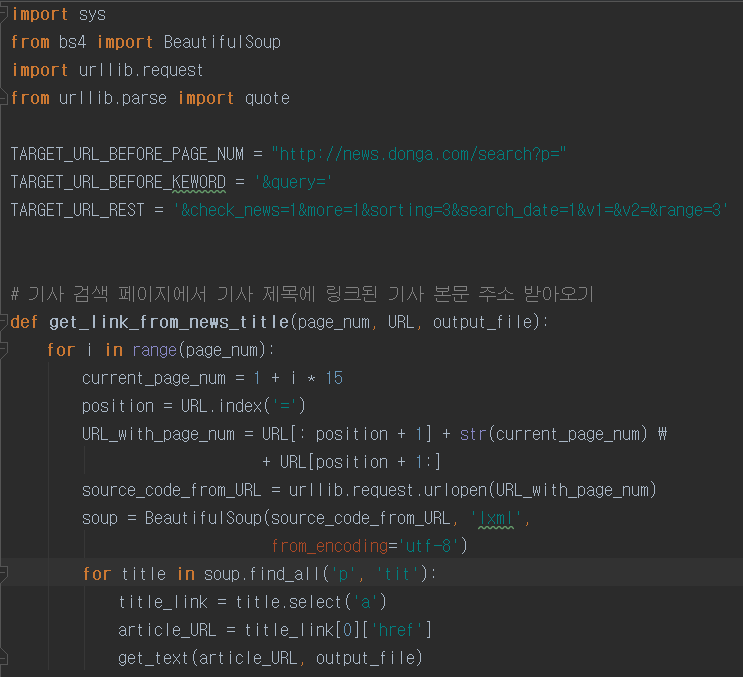 import sys
from bs4 import BeautifulSoup
import urllib.request
from urllib.parse import quote
TARGET_URL_BEFORE_PAGE_NUM = "http://news.donga.com/search?p="
TARGET_URL_BEFORE_KEWORD = '&query='
TARGET_URL_REST = '&check_news=1&more=1&sorting=3&search_date=1&v1=&v2=&range=3'
# 기사 검색 페이지에서 기사 제목에 링크된 기사 본문 주소 받아오기
def get_link_from_news_title(page_num, URL, output_file):
    for i in range(page_num):
        current_page_num = 1 + i * 15
        position = URL.index('=')
        URL_with_page_num = URL[: position + 1] + str(current_page_num) ₩
                            + URL[position + 1:]
        source_code_from_URL = urllib.request.urlopen(URL_with_page_num)
        soup = BeautifulSoup(source_code_from_URL, 'lxml',
                             from_encoding='utf-8')
        for title in soup.find_all('p', 'tit'):
            title_link = title.select('a')
            article_URL = title_link[0]['href']
            get_text(article_URL, output_file)